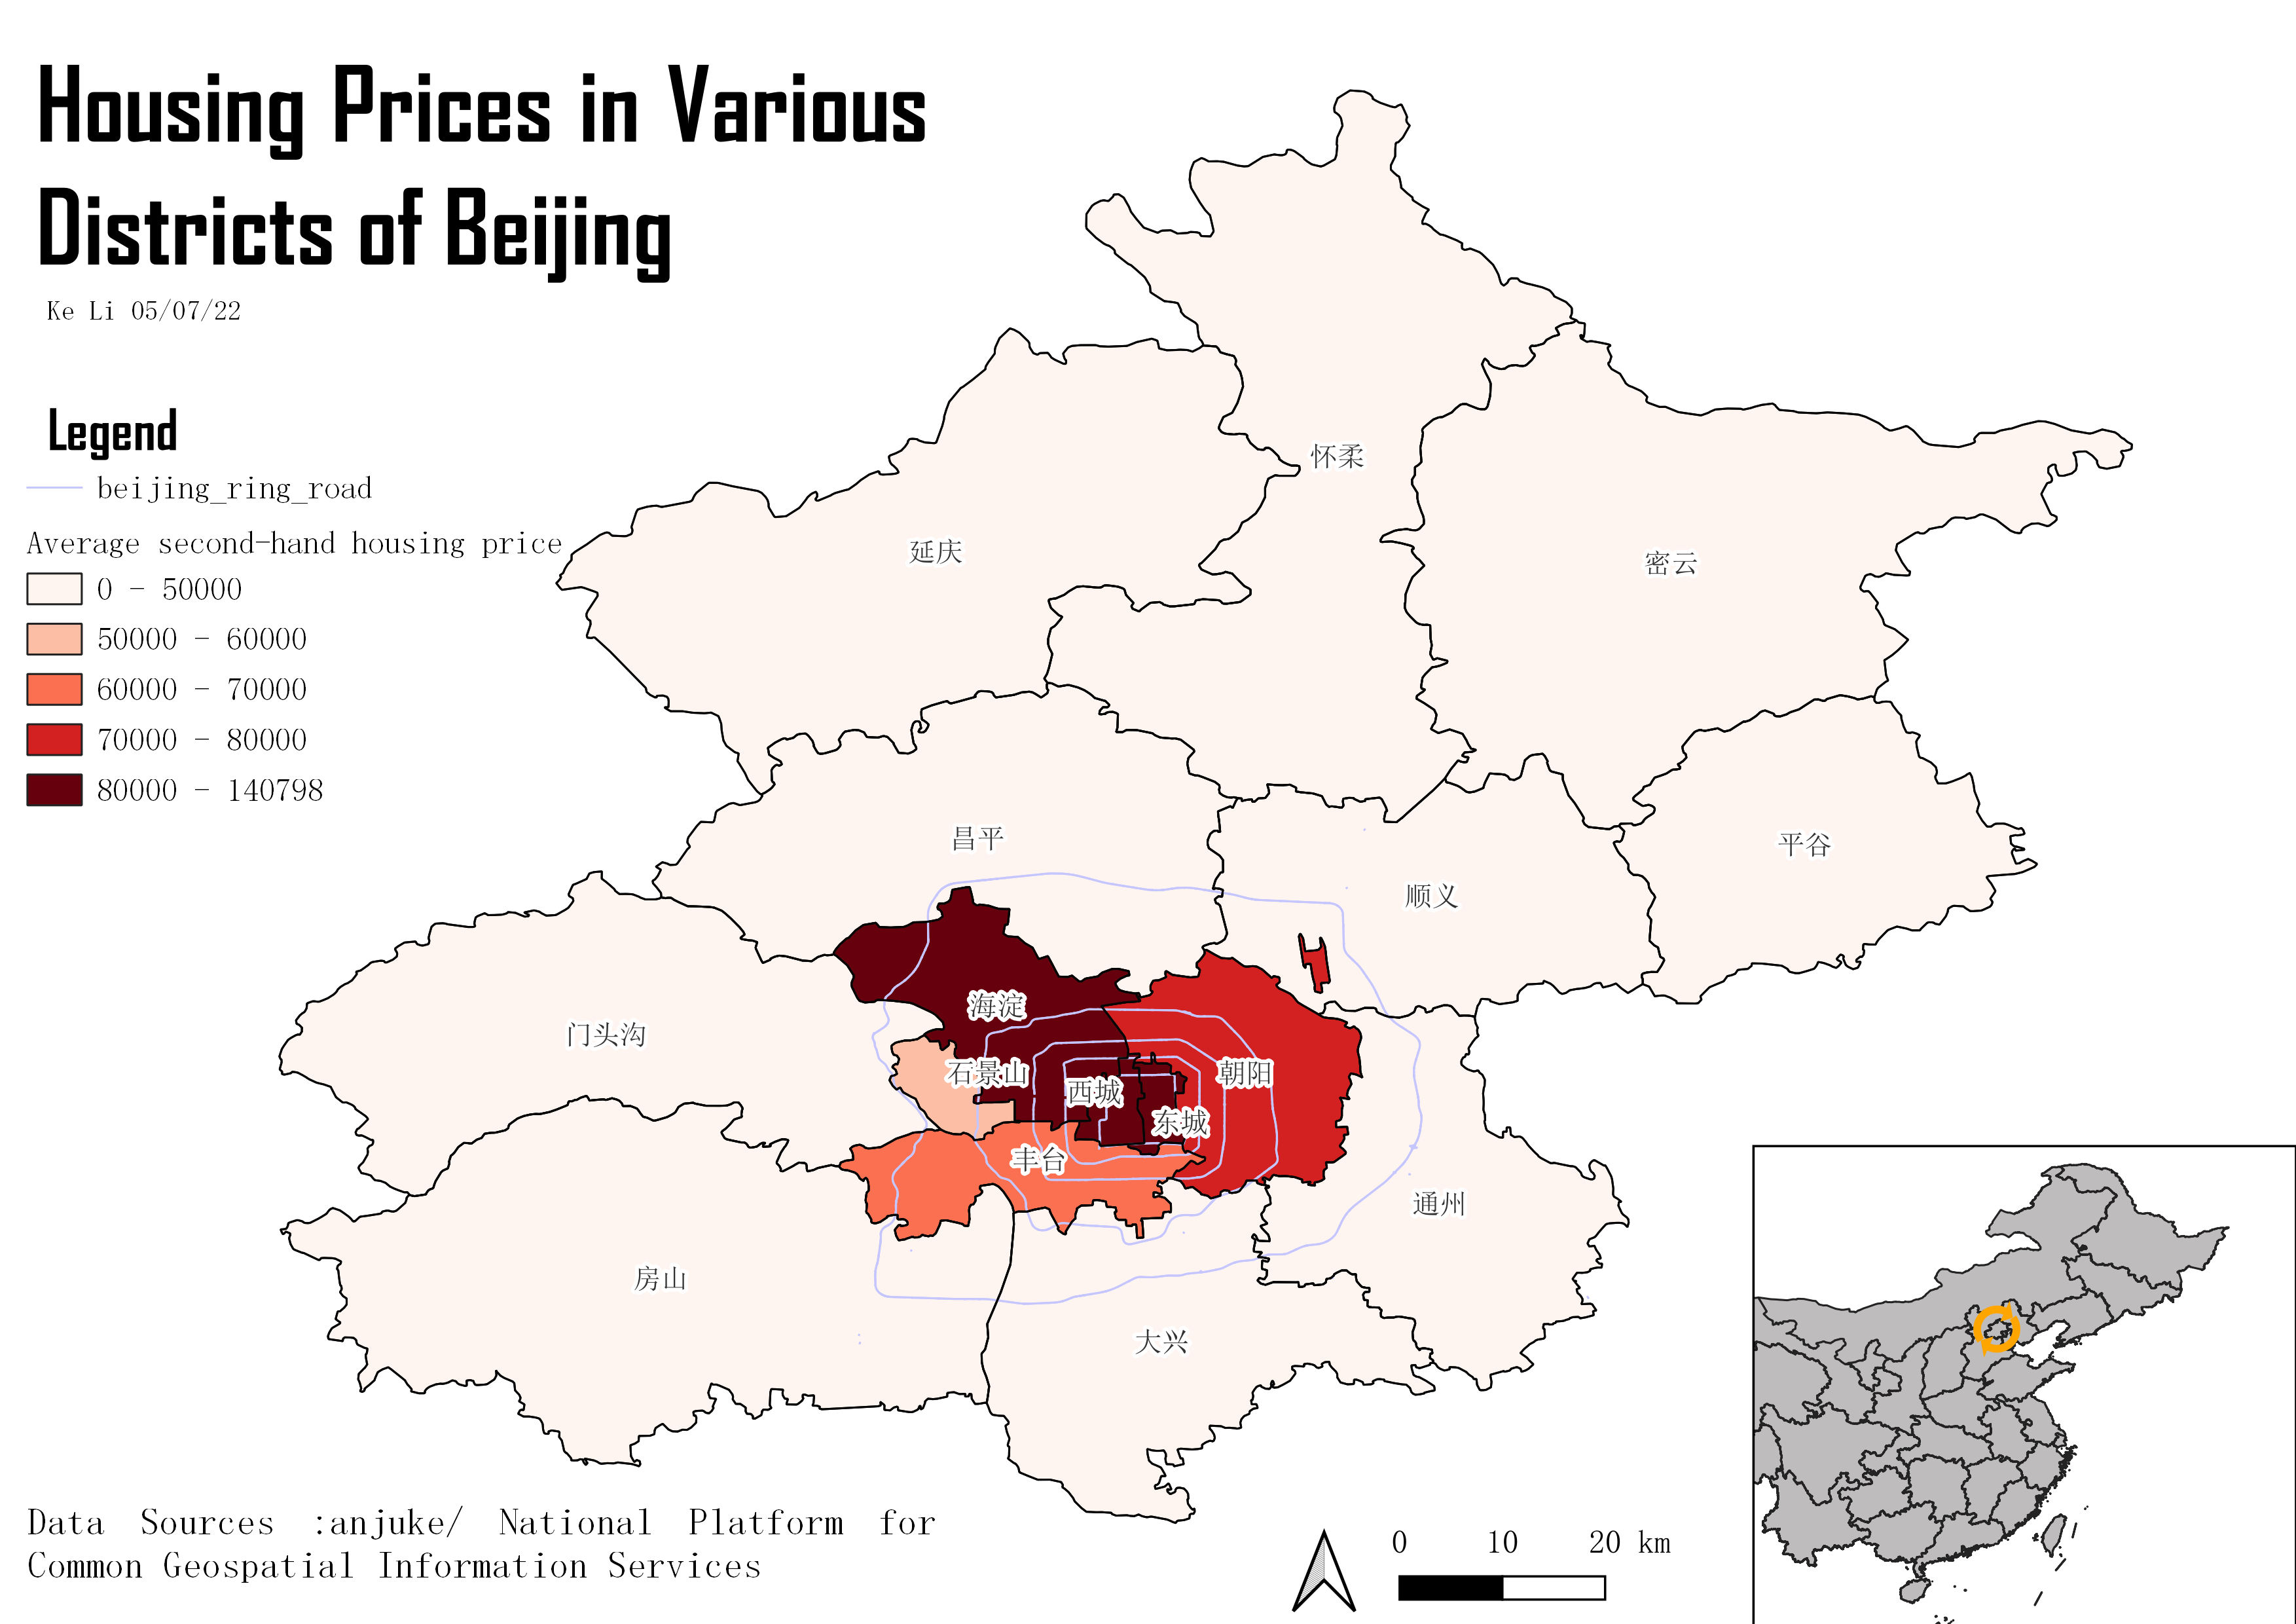 Housing Prices in Various
Districts of Beijing
Ke Li 05/07/22
Legend
beijing_ring_road
Average second-hand housing price
0 - 50000
50000 - 60000
60000 - 70000
70000 - 80000
80000 - 140798
怀柔
延庆
密云
昌平
平谷
顺义
海淀
门头沟
石景山
朝阳
西城
东城
丰台
通州
房山
大兴
Data Sources :anjuke/ National Platform for
Common Geospatial Information Services
0 10 20 km